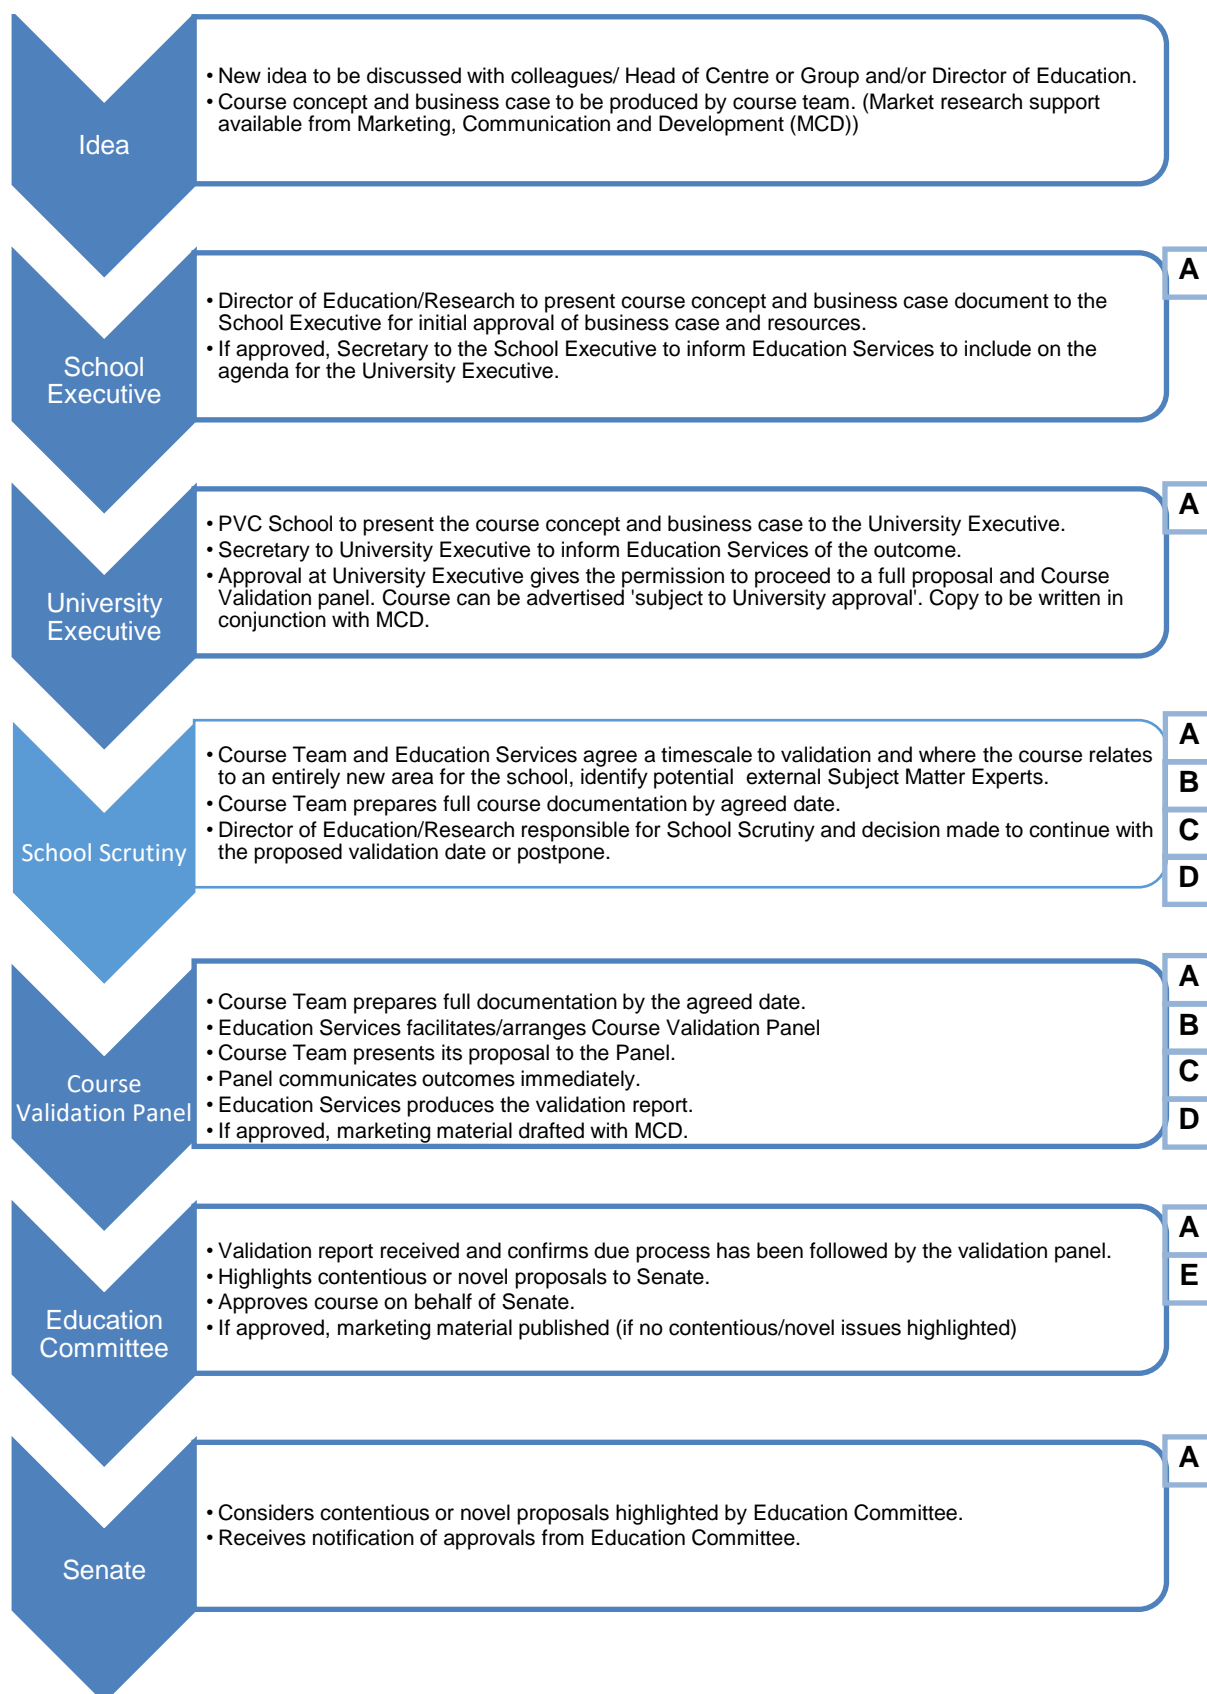 Idea
• New idea to be discussed with colleagues/ Head of Centre or Group and/or Director of Education.
• Course concept and business case to be produced by course team. (Market research support
available from Marketing, Communication and Development (MCD))
School
Executive
• Director of Education/Research to present course concept and business case document to the
School Executive for initial approval of business case and resources.
• If approved, Secretary to the School Executive to inform Education Services to include on the
agenda for the University Executive.
A
University
Executive
• PVC School to present the course concept and business case to the University Executive.
• Secretary to University Executive to inform Education Services of the outcome.
• Approval at University Executive gives the permission to proceed to a full proposal and Course
Validation panel. Course can be advertised 'subject to University approval'. Copy to be written in
conjunction with MCD.
A
School Scrutiny
• Course Team and Education Services agree a timescale to validation and where the course relates
to an entirely new area for the school, identify potential  external Subject Matter Experts.
• Course Team prepares full course documentation by agreed date.
• Director of Education/Research responsible for School Scrutiny and decision made to continue with
the proposed validation date or postpone.
A
B
C
D
Course
Validation Panel
• Course Team prepares full documentation by the agreed date.
• Education Services facilitates/arranges Course Validation Panel
• Course Team presents its proposal to the Panel.
• Panel communicates outcomes immediately.
• Education Services produces the validation report.
• If approved, marketing material drafted with MCD.
A
B
C
D
Education
Committee
• Validation report received and confirms due process has been followed by the validation panel.
• Highlights contentious or novel proposals to Senate.
• Approves course on behalf of Senate.
• If approved, marketing material published (if no contentious/novel issues highlighted)
A
E
Senate
• Considers contentious or novel proposals highlighted by Education Committee.
• Receives notification of approvals from Education Committee.
A